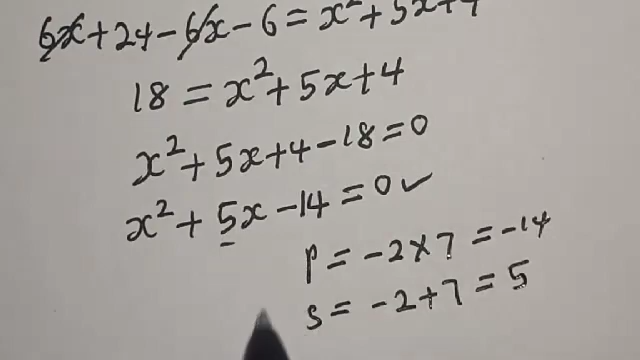 6x + 24 - 6x - 6 = x² + 5x + 4
18 = x² + 5x + 4
x² + 5x + 4 - 18 = 0
x² + 5x - 14 = 0 ✓
p = -2 × 7 = -14
s = -2 + 7 = 5